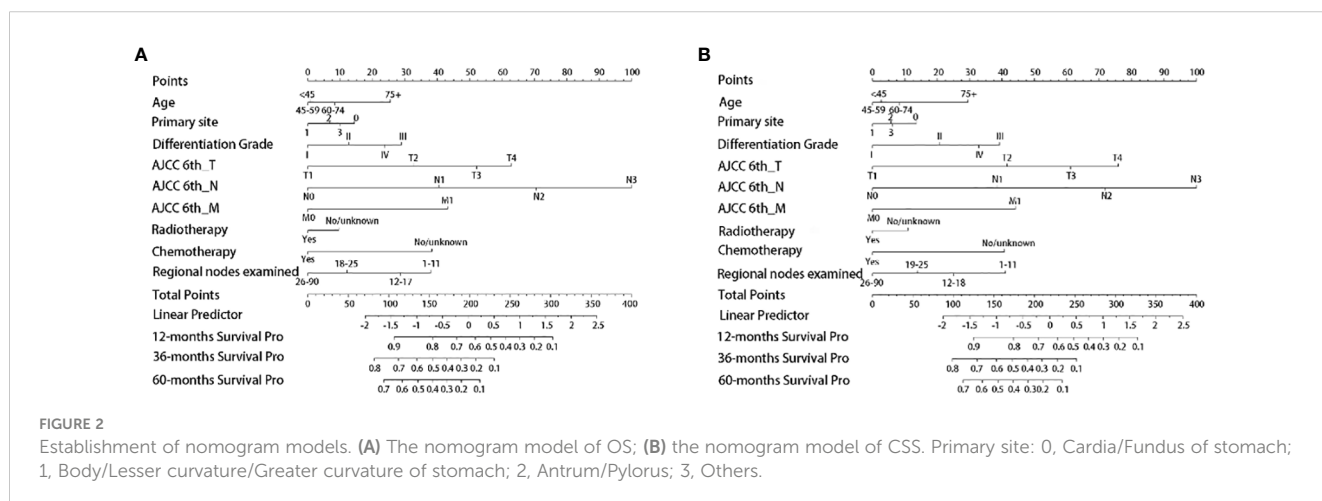 A
Points
0 10 20 30 40 50 60 70 80 90 100
<45 75+
Age
45-59 60-74
2 0
Primary site
1 3
II III
Differentiation Grade
I IV
T2 T4
AJCC 6th_T
T1 T3
N1 N3
AJCC 6th_N
N0 N2
M1
AJCC 6th_M
M0 No/unknown
Radiotherapy
Yes No/unknown
Chemotherapy
Yes
18-25 1-11
Regional nodes examined
26-90 12-17
Total Points
0 50 100 150 200 250 300 350 400
Linear Predictor
-2 -1.5 -1 -0.5 0 0.5 1 1.5 2 2.5
12-months Survival Pro
0.9 0.8 0.7 0.6 0.5 0.4 0.3 0.2 0.1
36-months Survival Pro
0.8 0.7 0.6 0.5 0.4 0.3 0.2 0.1
60-months Survival Pro
0.7 0.6 0.5 0.4 0.3 0.2 0.1
B
Points
0 10 20 30 40 50 60 70 80 90 100
<45 75+
Age
45-59 60-74
2 0
Primary site
1 3
II III
Differentiation Grade
I IV
T2 T4
AJCC 6th_T
T1 T3
N1 N3
AJCC 6th_N
N0 N2
M1
AJCC 6th_M
M0 No/unknown
Radiotherapy
Yes No/unknown
Chemotherapy
Yes
19-25 1-11
Regional nodes examined
26-90 12-18
Total Points
0 50 100 150 200 250 300 350 400
Linear Predictor
-2 -1.5 -1 -0.5 0 0.5 1 1.5 2 2.5
12-months Survival Pro
0.9 0.8 0.7 0.6 0.5 0.4 0.3 0.2 0.1
36-months Survival Pro
0.8 0.7 0.6 0.5 0.4 0.3 0.2 0.1
60-months Survival Pro
0.7 0.6 0.5 0.4 0.30.2 0.1
FIGURE 2
Establishment of nomogram models. (A) The nomogram model of OS; (B) the nomogram model of CSS. Primary site: 0, Cardia/Fundus of stomach;
1, Body/Lesser curvature/Greater curvature of stomach; 2, Antrum/Pylorus; 3, Others.